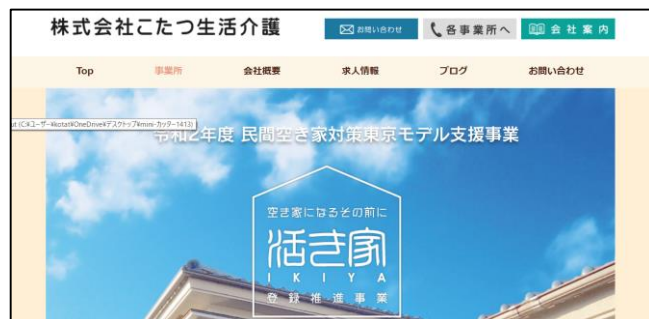 株式会社こたつ生活介護
お問い合わせ 各事業所へ 会社案内
Top 事業所 会社概要 求人情報 ブログ お問い合わせ
令和2年度 民間空き家対策東京モデル支援事業
空き家になるその前に
活き家
IKIYA
登録推進事業